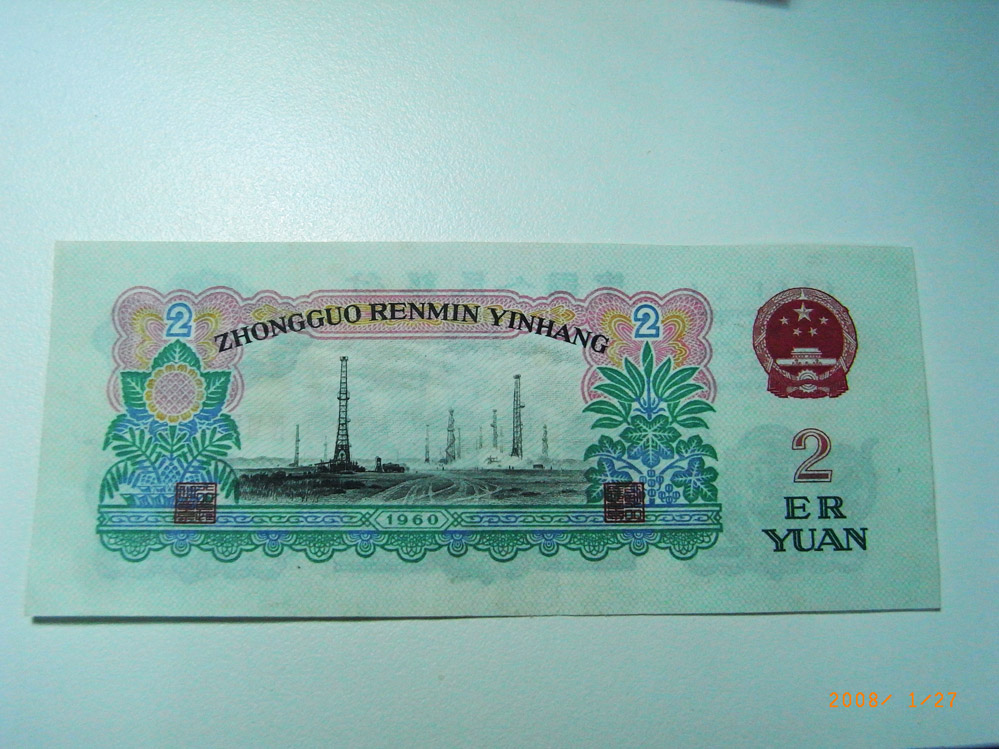 2
ZHONGGUO RENMIN YINHANG
2
1960
2
ER
YUAN
2008/ 1/27